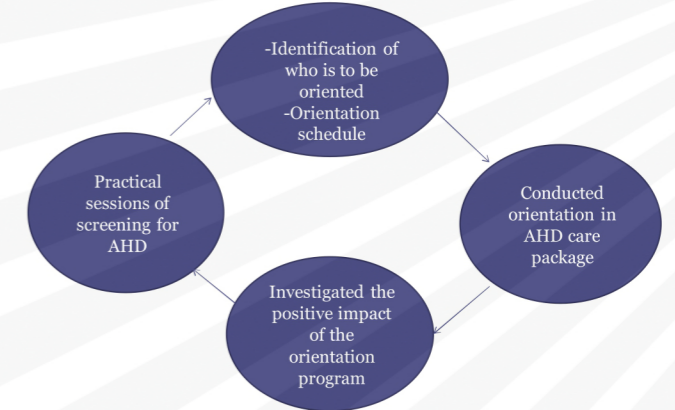 -Identification of
who is to be
oriented
-Orientation
schedule
Conducted
orientation in
AHD care
package
Investigated the
positive impact
of the
orientation
program
Practical
sessions of
screening for
AHD